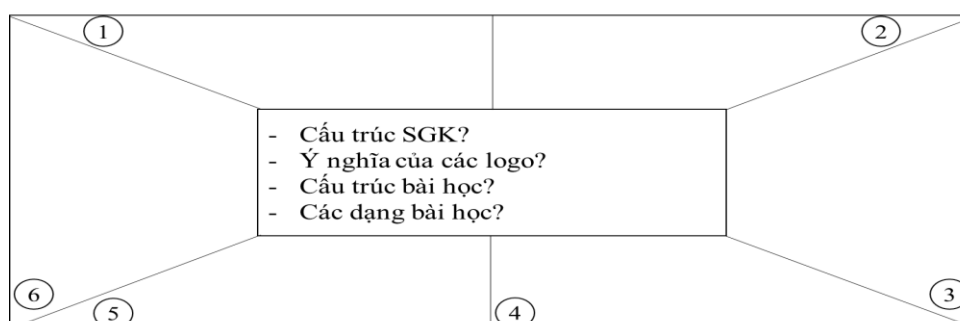 1
2
- Cấu trúc SGK?
- Ý nghĩa của các logo?
- Cấu trúc bài học?
- Các dạng bài học?
6
5
4
3